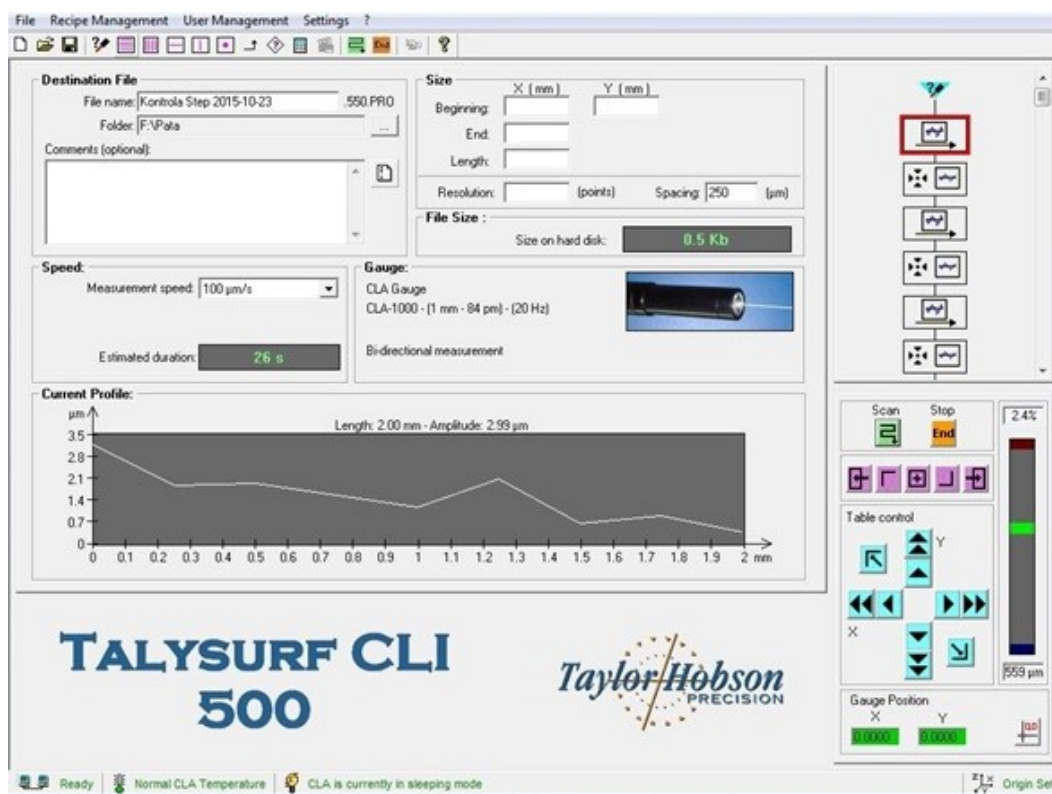 File Recipe Management User Management Settings ?
End
Destination File
File name: Kontrola Step 2015-10-23 .550.PRO
Folder: F:\Pata ...
Comments (optional):
Size
X (mm) Y (mm)
Beginning:
End:
Length:
Resolution: (points) Spacing: 250 (µm)
File Size :
Size on hard disk: 0.5 Kb
Speed:
Measurement speed: 100 µm/s
Estimated duration: 26 s
Gauge:
CLA Gauge
CLA-1000 - (1 mm - 84 pm) - (20 Hz)
Bi-directional measurement
Current Profile:
µm
Length: 2.00 mm - Amplitude: 2.99 µm
3.5
2.8
2.1
1.4
0.7
0
0 0.1 0.2 0.3 0.4 0.5 0.6 0.7 0.8 0.9 1 1.1 1.2 1.3 1.4 1.5 1.6 1.7 1.8 1.9 2 mm
Scan Stop
End
2.4%
Table control
Y
X
559 µm
Gauge Position
X Y
0.0000 0.0000
TALYSURF CLI
500
Taylor Hobson
PRECISION
Ready Normal CLA Temperature CLA is currently in sleeping mode Origin Set